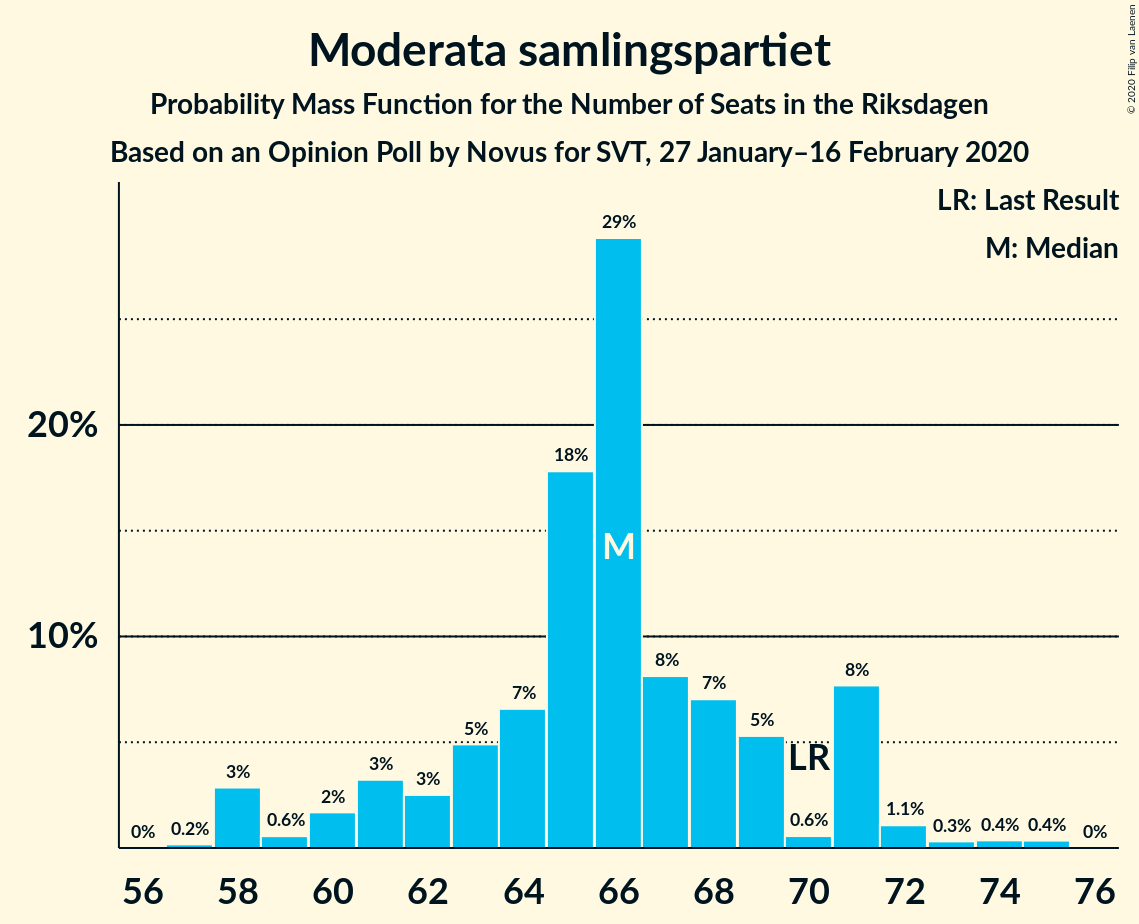 © 2020 Filip van Laenen
Moderata samlingspartiet
Probability Mass Function for the Number of Seats in the Riksdagen
Based on an Opinion Poll by Novus for SVT, 27 January–16 February 2020
LR: Last Result
M: Median
20%
10%
0%
0.2%
3%
0.6%
2%
3%
3%
5%
7%
18%
29%
8%
7%
5%
0.6%
8%
1.1%
0.3%
0.4%
0.4%
0%
M
LR
56 58 60 62 64 66 68 70 72 74 76